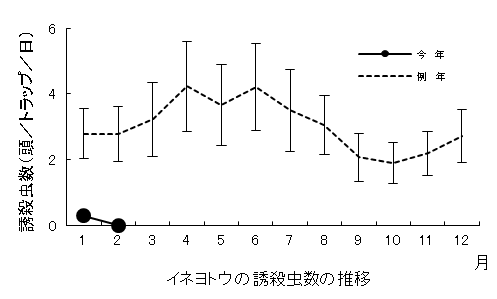 誘殺虫数(頭/トラップ/日)
6
4
2
0
今年
例年
1 2 3 4 5 6 7 8 9 10 11 12
月
イネヨトウの誘殺虫数の推移